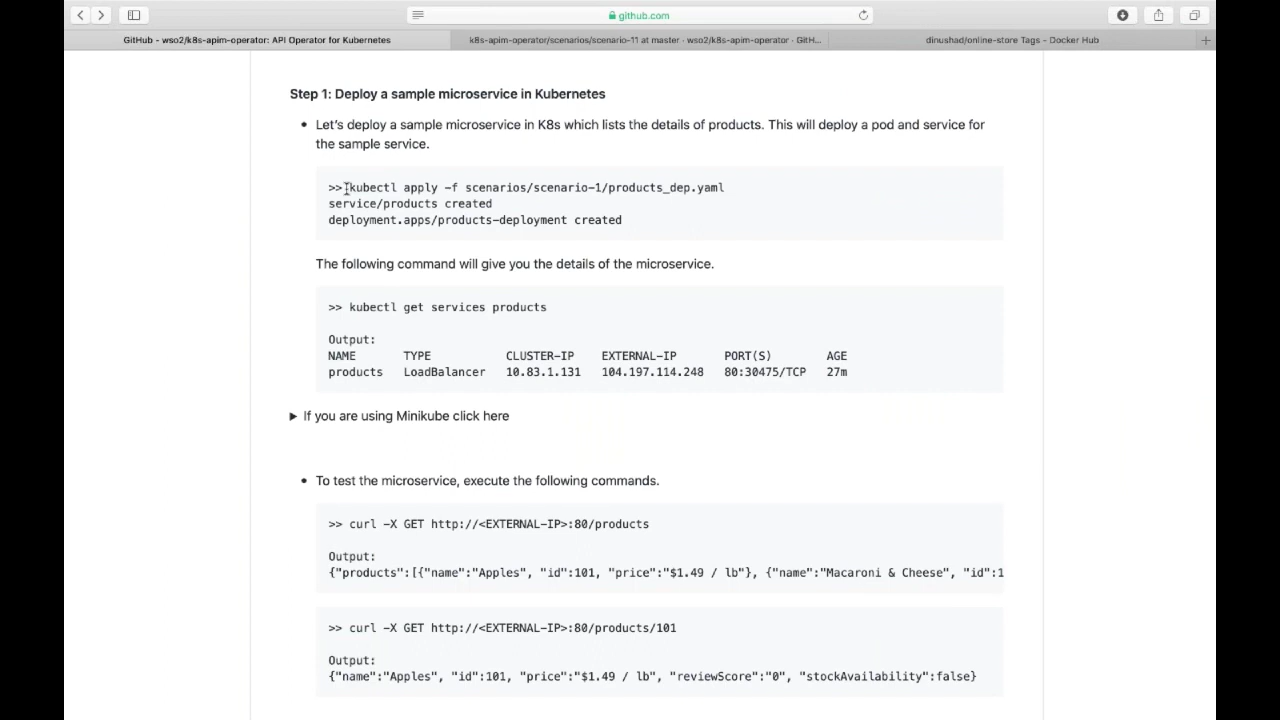 github.com
GitHub - wso2/k8s-apim-operator: API Operator for Kubernetes
k8s-apim-operator/scenarios/scenario-11 at master · wso2/k8s-apim-operator · GitH...
dinushad/online-store Tags - Docker Hub
Step 1: Deploy a sample microservice in Kubernetes
• Let's deploy a sample microservice in K8s which lists the details of products. This will deploy a pod and service for
the sample service.
>> kubectl apply -f scenarios/scenario-1/products_dep.yaml
service/products created
deployment.apps/products-deployment created
The following command will give you the details of the microservice.
>> kubectl get services products
Output:
NAME TYPE CLUSTER-IP EXTERNAL-IP PORT(S) AGE
products LoadBalancer 10.83.1.131 104.197.114.248 80:30475/TCP 27m
▶ If you are using Minikube click here
• To test the microservice, execute the following commands.
>> curl -X GET http://<EXTERNAL-IP>:80/products
Output:
{"products":[{"name":"Apples", "id":101, "price":"$1.49 / lb"}, {"name":"Macaroni & Cheese", "id":1
>> curl -X GET http://<EXTERNAL-IP>:80/products/101
Output:
{"name":"Apples", "id":101, "price":"$1.49 / lb", "reviewScore":"0", "stockAvailability":false}